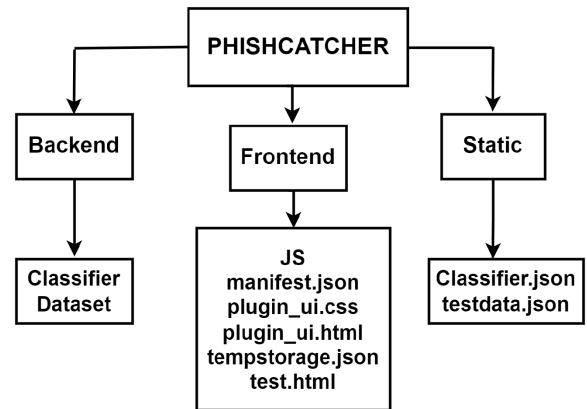 PHISHCATCHER
Backend
Frontend
Static
Classifier
Dataset
JS
manifest.json
plugin_ui.css
plugin_ui.html
tempstorage.json
test.html
Classifier.json
testdata.json